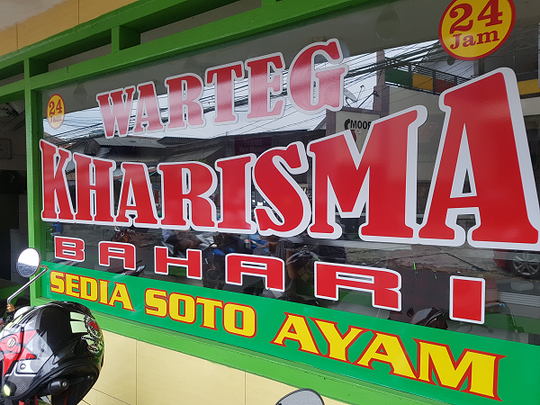 24
Jam
24
WARTEG
KHARISMA
BAHARI
SEDIA SOTO AYAM